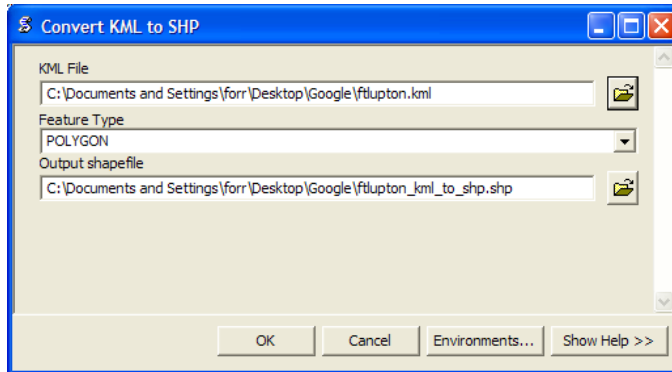 Convert KML to SHP
KML File
C:\Documents and Settings\forr\Desktop\Google\ftlupton.kml
Feature Type
POLYGON
Output shapefile
C:\Documents and Settings\forr\Desktop\Google\ftlupton_kml_to_shp.shp
OK Cancel Environments... Show Help >>